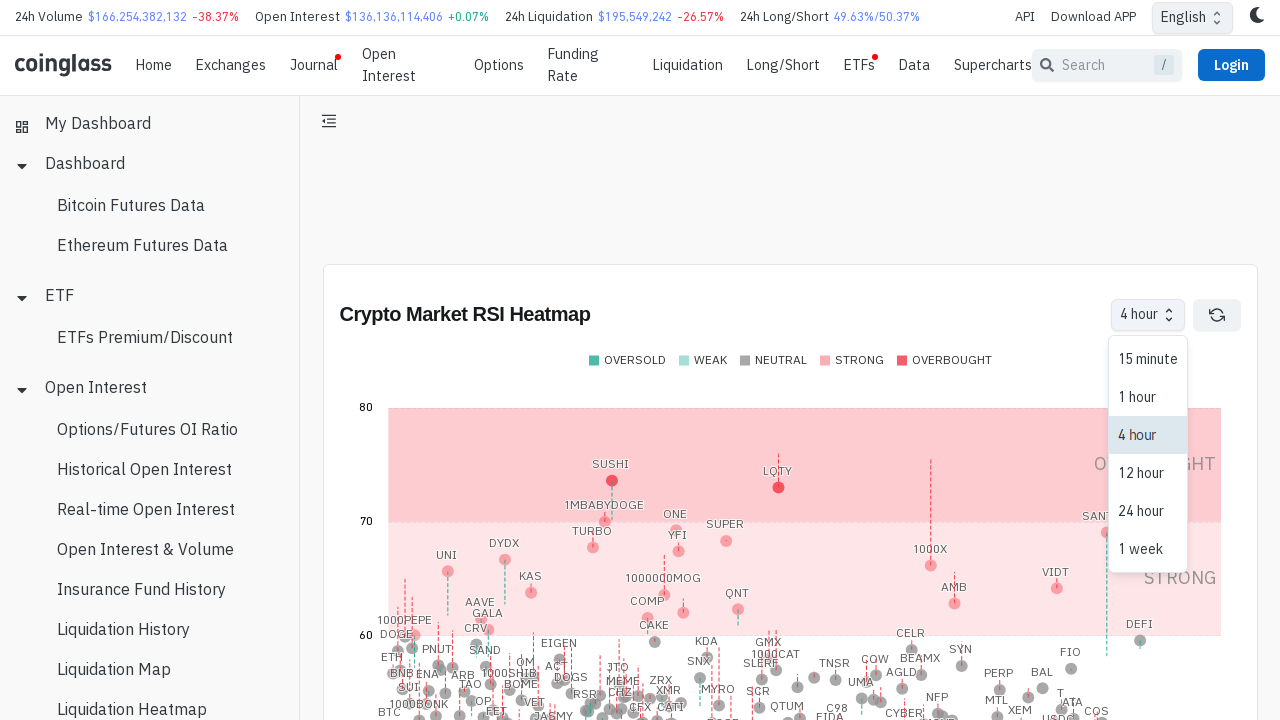 24h Volume $166,254,382,132 -38.37% Open Interest $136,136,114,406 +0.07% 24h Liquidation $195,549,242 -26.57% 24h Long/Short 49.63%/50.37% API Download APP English
coinglass Home Exchanges Journal Open Interest Options Funding Rate Liquidation Long/Short ETFs Data Supercharts Search / Login
My Dashboard
Dashboard
Bitcoin Futures Data
Ethereum Futures Data
ETF
ETFs Premium/Discount
Open Interest
Options/Futures OI Ratio
Historical Open Interest
Real-time Open Interest
Open Interest & Volume
Insurance Fund History
Liquidation History
Liquidation Map
Liquidation Heatmap
Crypto Market RSI Heatmap
4 hour
15 minute
1 hour
4 hour
12 hour
24 hour
1 week
OVERSOLD WEAK NEUTRAL STRONG OVERBOUGHT
80
SUSHI
LQTY
1MBABYDOGE
ONE
70
SUPER
TURBO
YFI
DYDX
UNI
1000X
STRONG
KAS
1000000MOG
VIDT
AMB
QNT
COMP
AAVE
GALA
1000PEPE
CRV
CAKE
DEFI
60
DOGE
CELR
EIGEN
KDA
GMX
PNUT
SAND
SYN
1000CAT
ETH
OM
ACT
JTO
SNX
SLERF
TNSR
COW
BEAMX
FIO
BNB
ENA
ARB
1000SHIB
DOGS
AGLD
PERP
BAL
SUI
TAO
BOME
RSR
MEME
ZRX
MYRO
UMA
CHZ
XMR
SCR
NFP
1000BONK
OP
VET
CFX
CATI
QTUM
C98
MTL
T
ATA
BTC
FET
JASMY
CYBER
XEM
COS